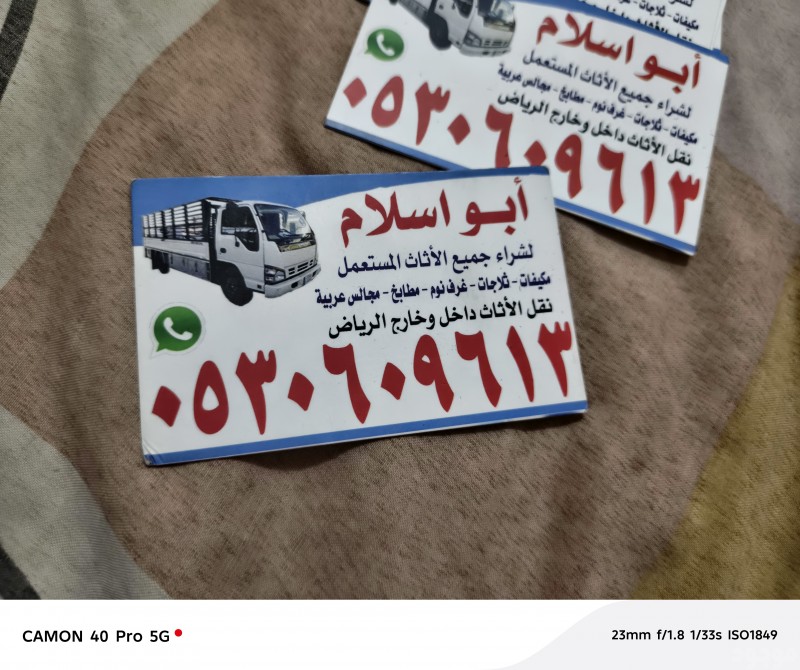 مكيفات - ثلاجات
أبو اسلام
لشراء جميع الأثاث المستعمل
مكيفات - ثلاجات - غرف نوم - مطابخ - مجالس عربية
نقل الأثاث داخل وخارج الرياض
٠٥٣٠٦٠٩٦١٣
أبو اسلام
لشراء جميع الأثاث المستعمل
مكيفات - ثلاجات - غرف نوم - مطابخ - مجالس عربية
نقل الأثاث داخل وخارج الرياض
٠٥٣٠٦٠٩٦١٣
CAMON 40 Pro 5G
23mm f/1.8 1/33s ISO1849